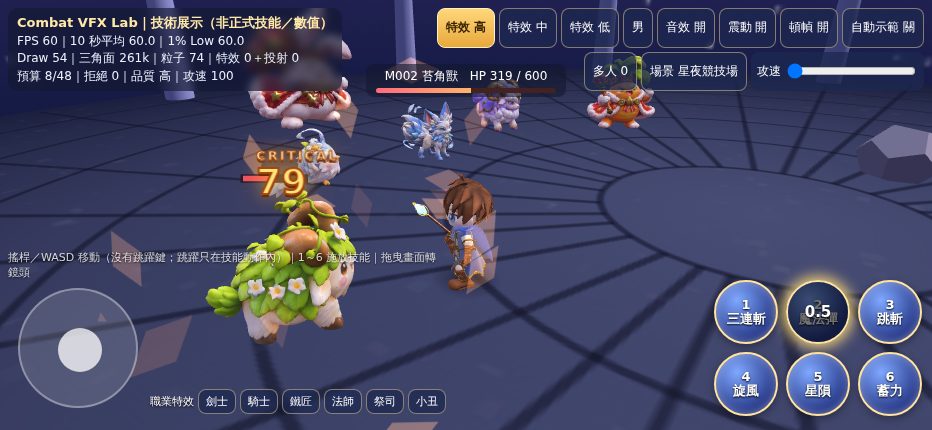 Combat VFX Lab｜技術展示（非正式技能／數值）
FPS 60｜10 秒平均 60.0｜1% Low 60.0
Draw 54｜三角面 261k｜粒子 74｜特效 0＋投射 0
預算 8/48｜拒絕 0｜品質 高｜攻速 100
特效 高
特效 中
特效 低
男
音效 開
震動 開
頓幀 開
自動示範 關
多人 0
場景 星夜競技場
攻速
M002 苔角獸 HP 319 / 600
CRITICAL
79
搖桿／WASD 移動（沒有跳躍鍵；跳躍只在技能動作內）｜1～6 施放技能｜拖曳畫面轉
鏡頭
1
三連斬
2
0.5
魔法彈
3
跳斬
4
旋風
5
星隕
6
蓄力
職業特效
劍士
騎士
鐵匠
法師
祭司
小丑